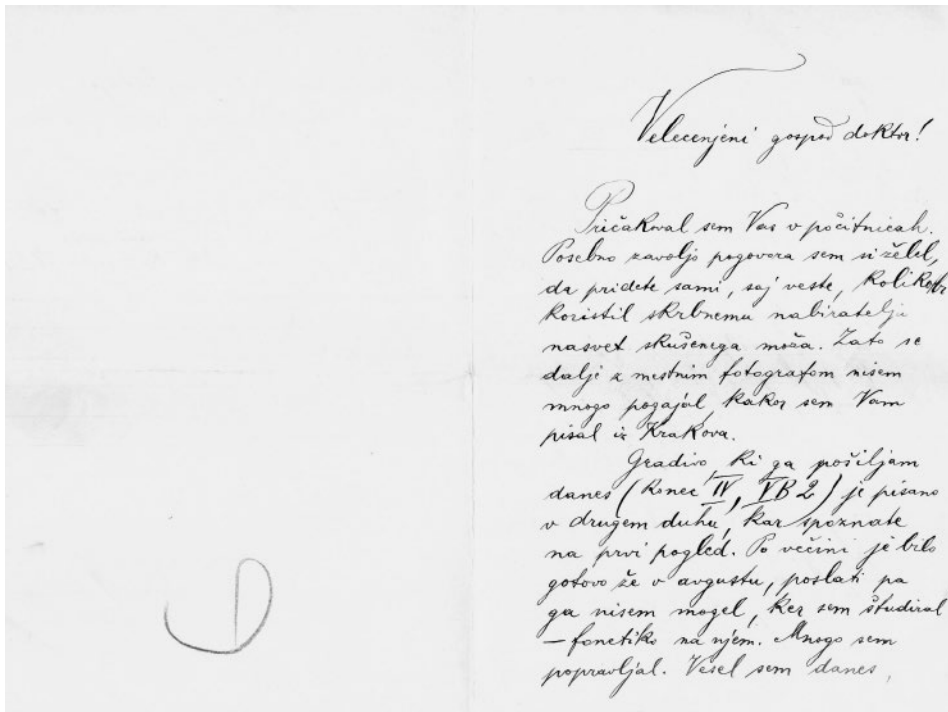 Velecenjeni gospod doktor!
Pričakoval sem Vas v počitnicah.
Posebno zavoljo pogovora sem si želel,
da pridete sami, saj veste, koliko bi
koristil skrbnemu nabiratelju
nasvet skušenega moža. Zato se
dalje z mestnim fotografom nisem
mnogo pogajal, kakor sem Vam
pisal iz Krakova.
Gradivo, ki ga pošiljam
danes (konec IV, VB 2) je pisano
v drugem duhu, kar spoznate
na prvi pogled. Po večini je bilo
gotovo že v avgustu, poslati pa
ga nisem mogel, ker sem študiral
— fonetiko na njem. Mnogo sem
popravljal. Vesel sem danes,